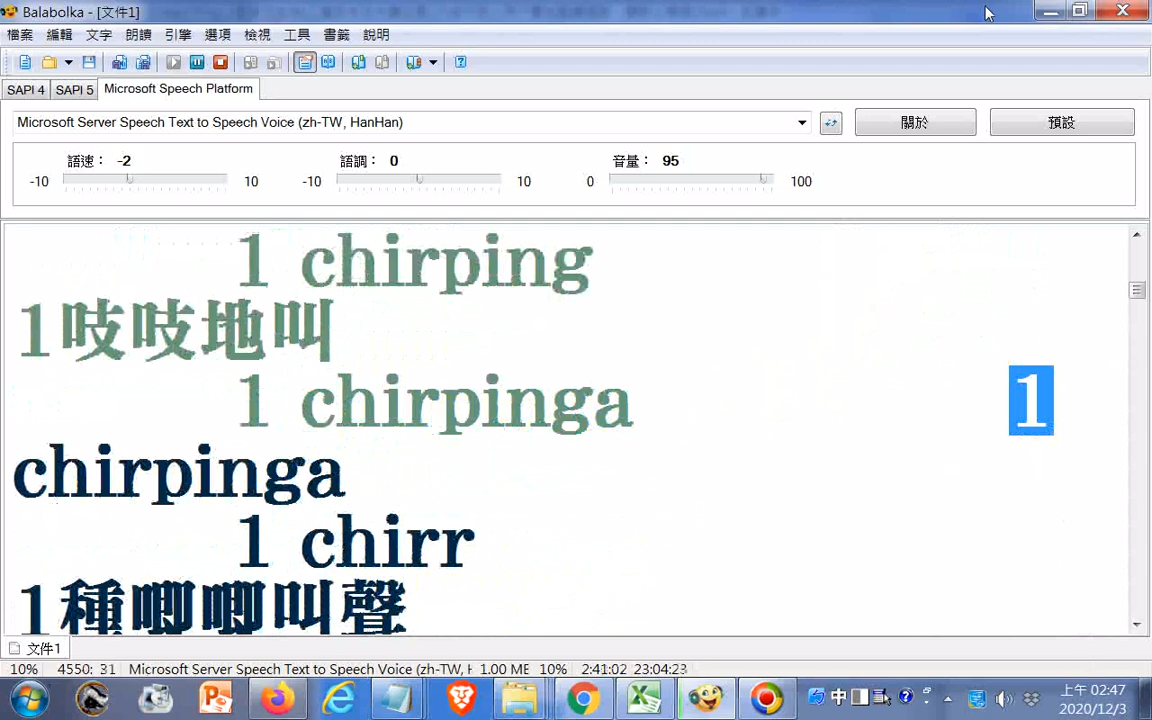 Balabolka - [文件1]
檔案 編輯 文字 朗讀 引擎 選項 檢視 工具 書籤 說明
SAPI 4 SAPI 5 Microsoft Speech Platform
Microsoft Server Speech Text to Speech Voice (zh-TW, HanHan) 關於 預設
語速： -2 語調： 0 音量： 95
-10 10 -10 10 0 100
1 chirping
1吱吱地叫
1 chirpinga 1
chirpinga
1 chirr
1種唧唧叫聲
文件1
10% 4550: 31 Microsoft Server Speech Text to Speech Voice (zh-TW, 1.00 ME 10% 2:41:02 23:04:23
中 上午 02:47
2020/12/3